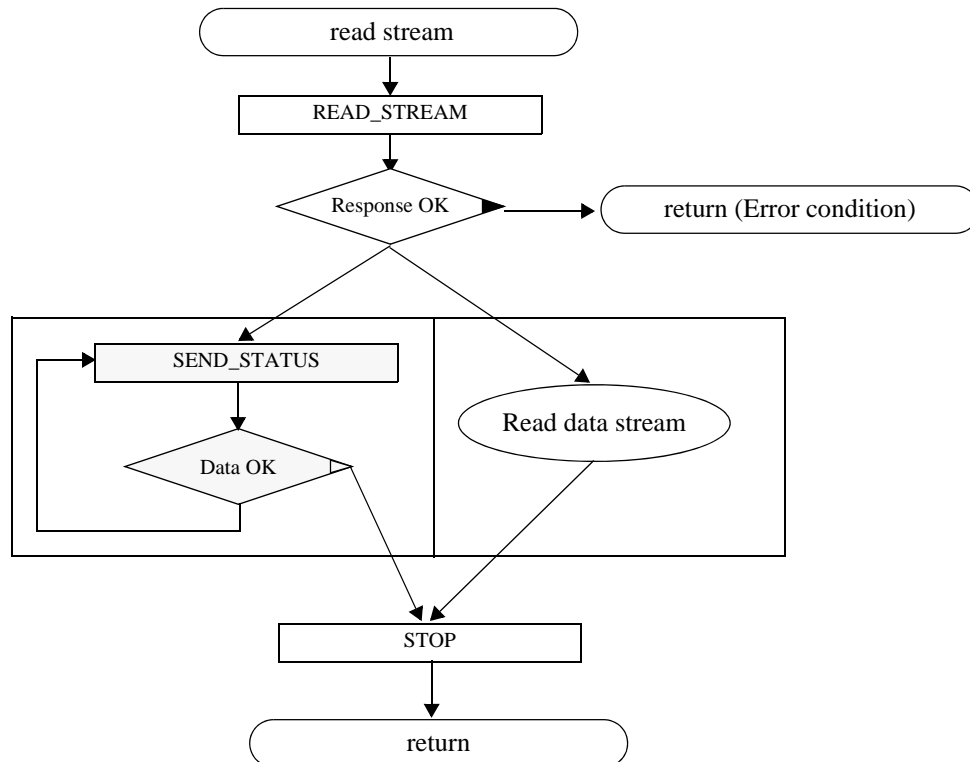 read stream
READ_STREAM
Response OK
return (Error condition)
SEND_STATUS
Read data stream
Data OK
STOP
return